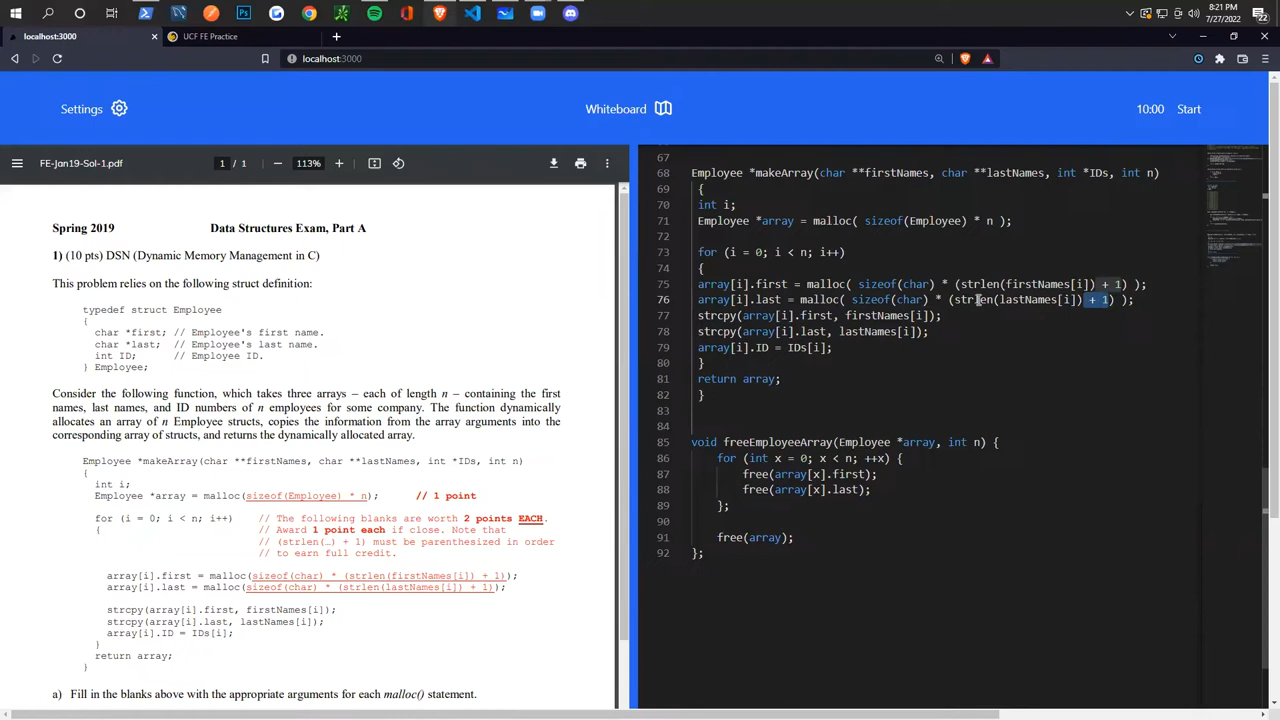 8:21 PM
7/27/2022
22
localhost:3000
UCF FE Practice
localhost:3000
Settings
Whiteboard
10:00 Start
FE-Jan19-Sol-1.pdf
1 / 1
113%
Spring 2019 Data Structures Exam, Part A
1) (10 pts) DSN (Dynamic Memory Management in C)
This problem relies on the following struct definition:
typedef struct Employee
{
char *first; // Employee's first name.
char *last; // Employee's last name.
int ID; // Employee ID.
} Employee;
Consider the following function, which takes three arrays – each of length n – containing the first
names, last names, and ID numbers of n employees for some company. The function dynamically
allocates an array of n Employee structs, copies the information from the array arguments into the
corresponding array of structs, and returns the dynamically allocated array.
Employee *makeArray(char **firstNames, char **lastNames, int *IDs, int n)
{
int i;
Employee *array = malloc(sizeof(Employee) * n); // 1 point
for (i = 0; i < n; i++) // The following blanks are worth 2 points EACH.
{ // Award 1 point each if close. Note that
// (strlen(…) + 1) must be parenthesized in order
// to earn full credit.
array[i].first = malloc(sizeof(char) * (strlen(firstNames[i]) + 1));
array[i].last = malloc(sizeof(char) * (strlen(lastNames[i]) + 1));
strcpy(array[i].first, firstNames[i]);
strcpy(array[i].last, lastNames[i]);
array[i].ID = IDs[i];
}
return array;
}
a) Fill in the blanks above with the appropriate arguments for each malloc() statement.
67
68 Employee *makeArray(char **firstNames, char **lastNames, int *IDs, int n)
69 {
70 int i;
71 Employee *array = malloc( sizeof(Employee) * n );
72
73 for (i = 0; i < n; i++)
74 {
75 array[i].first = malloc( sizeof(char) * (strlen(firstNames[i]) + 1) );
76 array[i].last = malloc( sizeof(char) * (strlen(lastNames[i]) + 1) );
77 strcpy(array[i].first, firstNames[i]);
78 strcpy(array[i].last, lastNames[i]);
79 array[i].ID = IDs[i];
80 }
81 return array;
82 }
83
84
85 void freeEmployeeArray(Employee *array, int n) {
86 for (int x = 0; x < n; ++x) {
87 free(array[x].first);
88 free(array[x].last);
89 };
90
91 free(array);
92 };